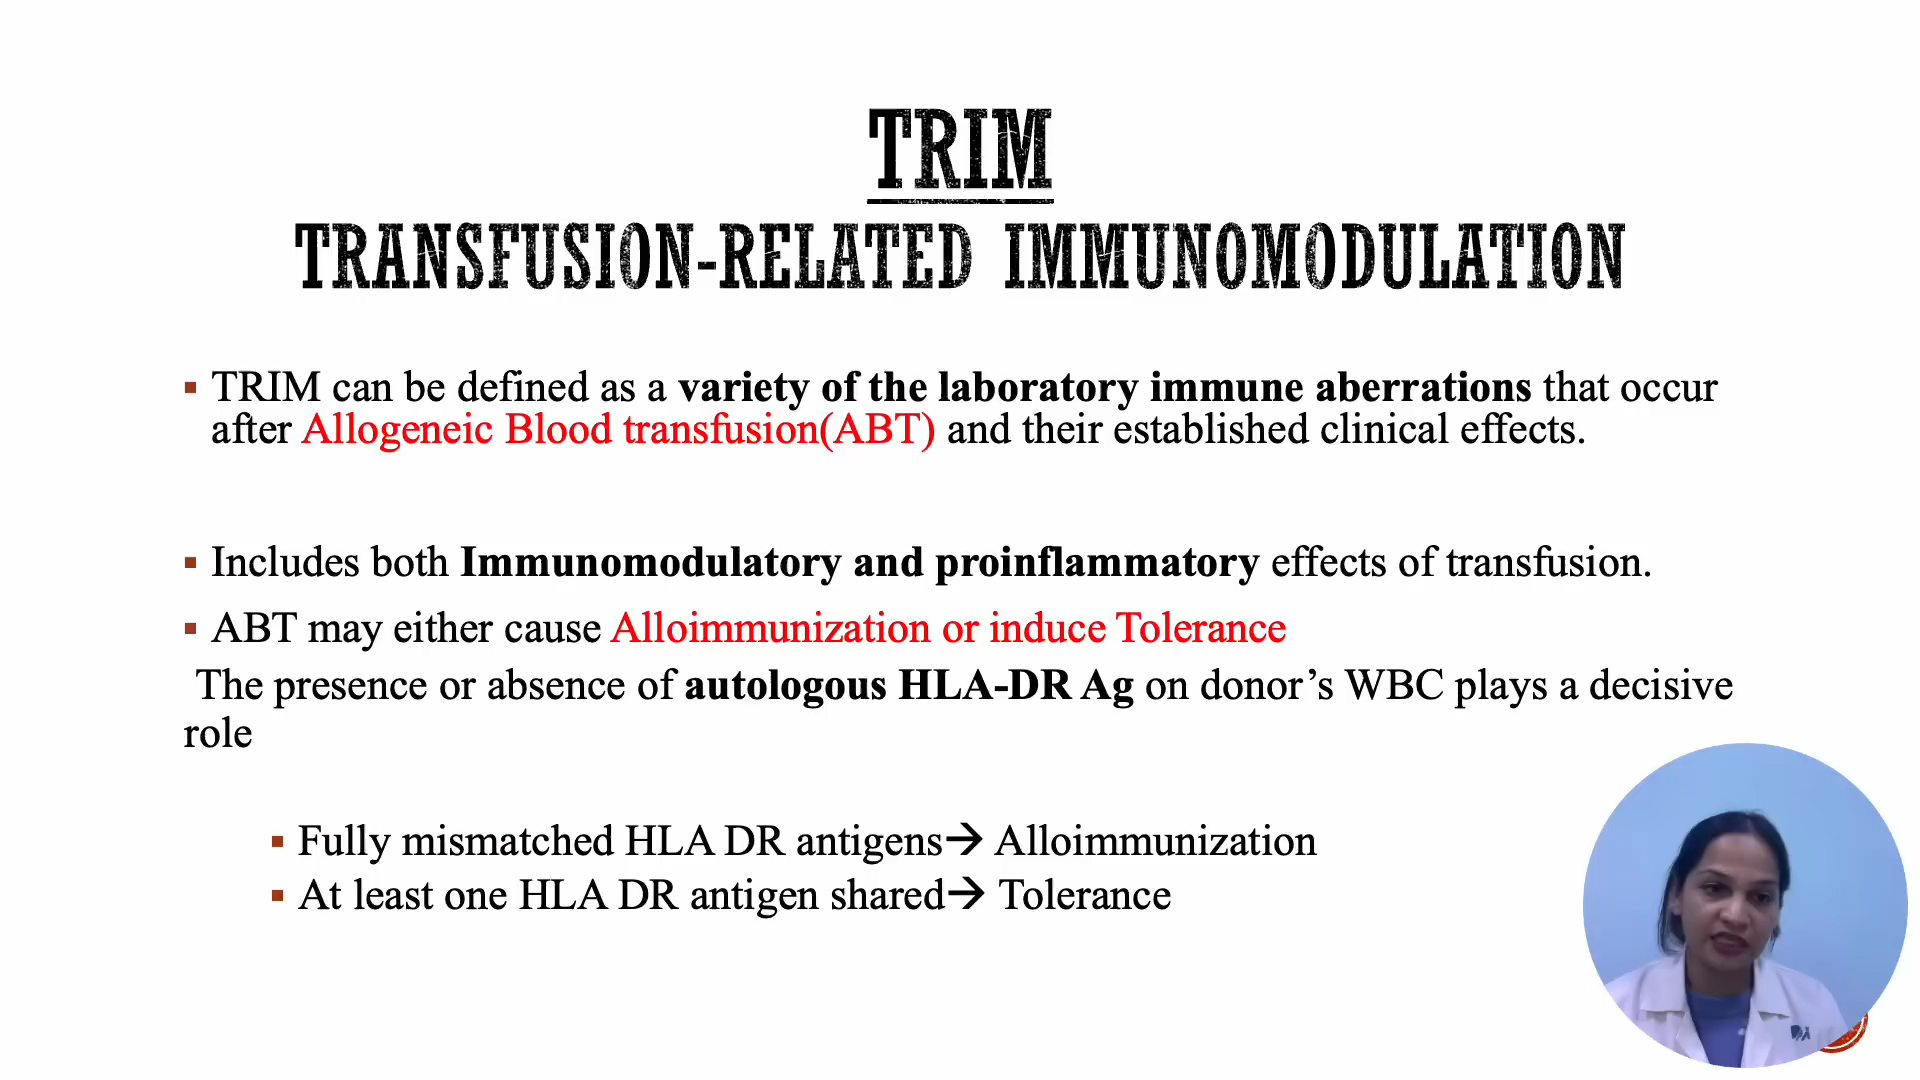 TRIM
TRANSFUSION-RELATED IMMUNOMODULATION
▪ TRIM can be defined as a variety of the laboratory immune aberrations that occur
after Allogeneic Blood transfusion(ABT) and their established clinical effects.
▪ Includes both Immunomodulatory and proinflammatory effects of transfusion.
▪ ABT may either cause Alloimmunization or induce Tolerance
The presence or absence of autologous HLA-DR Ag on donor’s WBC plays a decisive
role
▪ Fully mismatched HLA DR antigens→ Alloimmunization
▪ At least one HLA DR antigen shared→ Tolerance